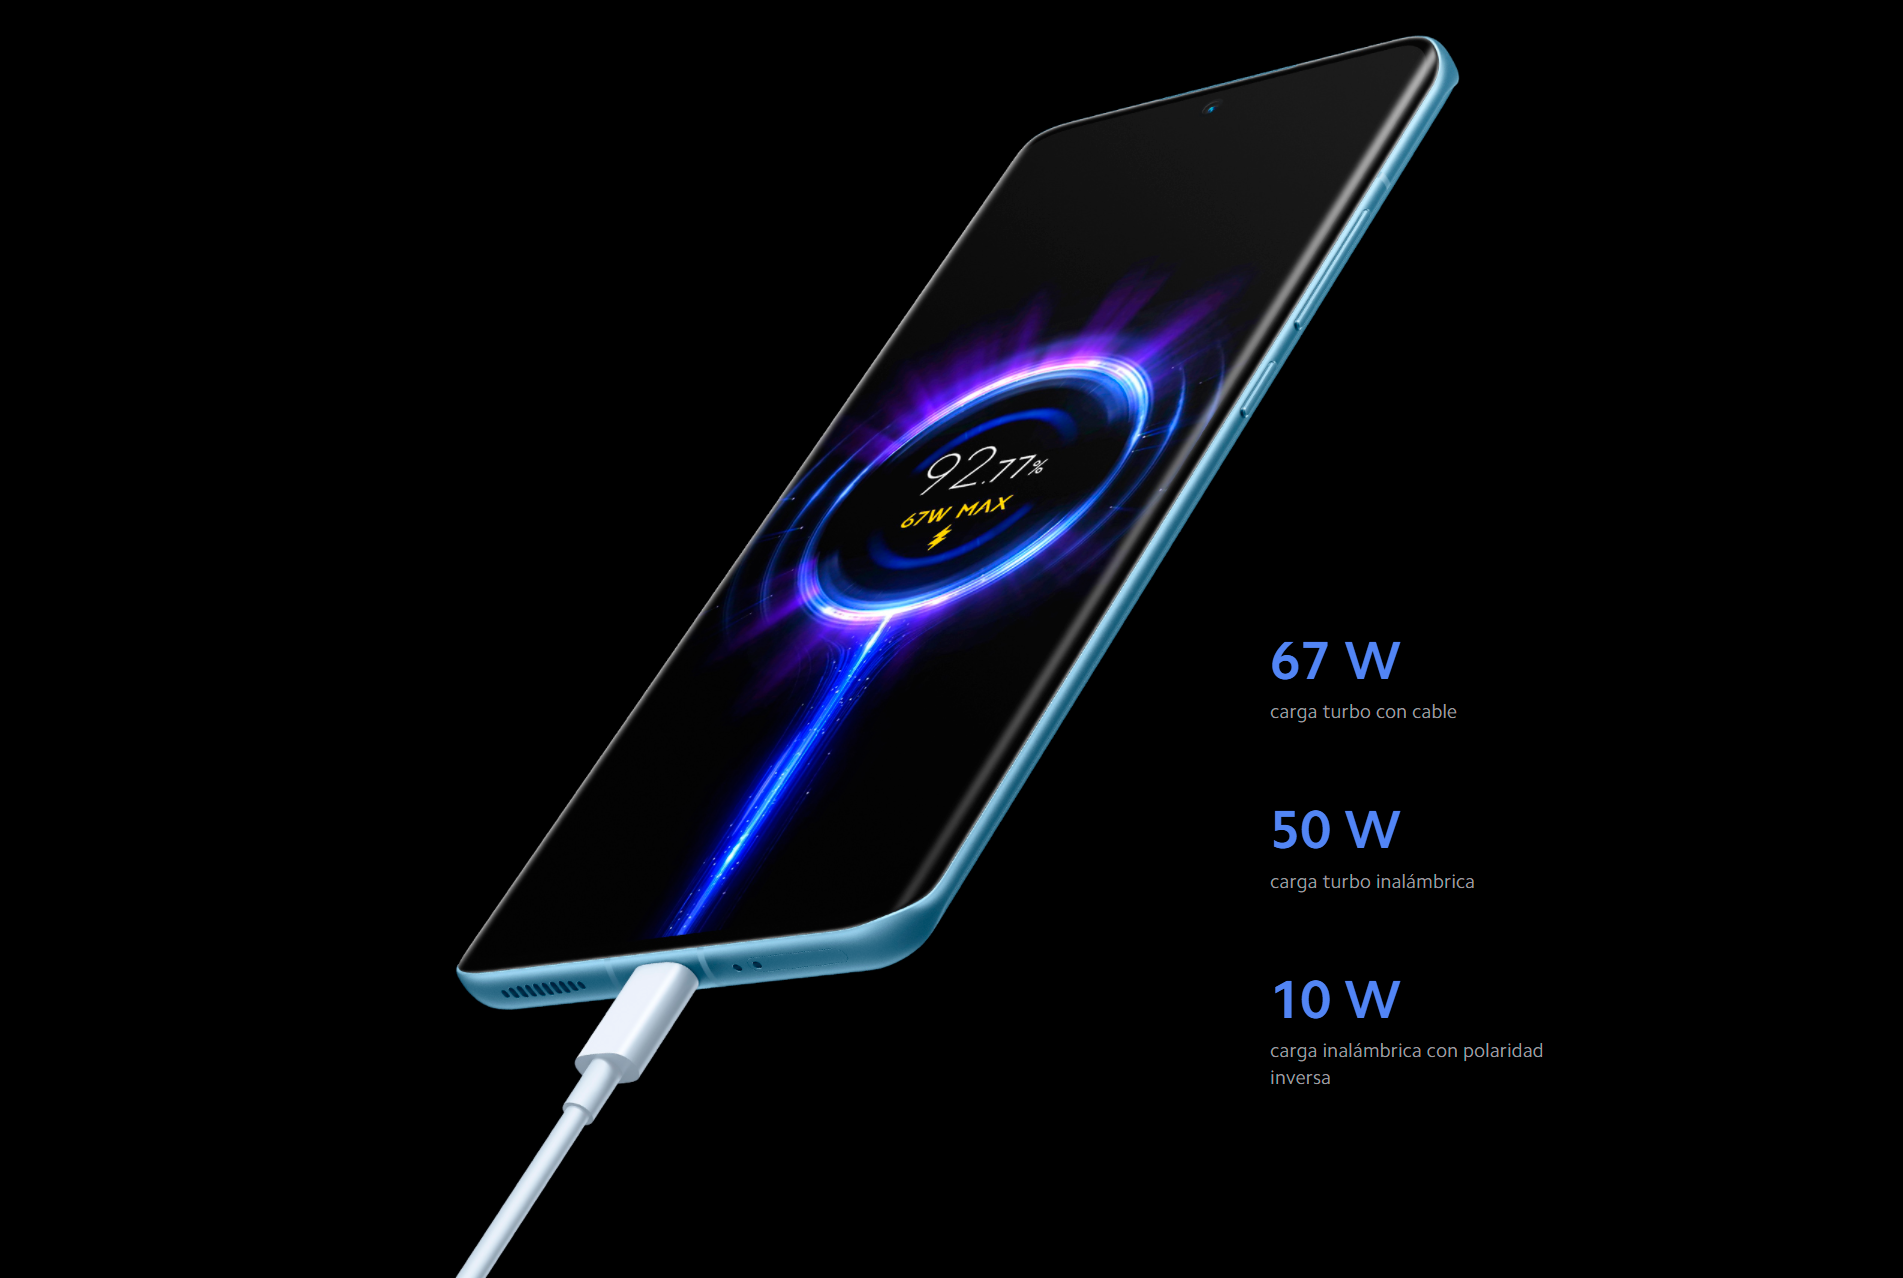 92.77%
67W MAX
67 W
carga turbo con cable
50 W
carga turbo inalámbrica
10 W
carga inalámbrica con polaridad
inversa